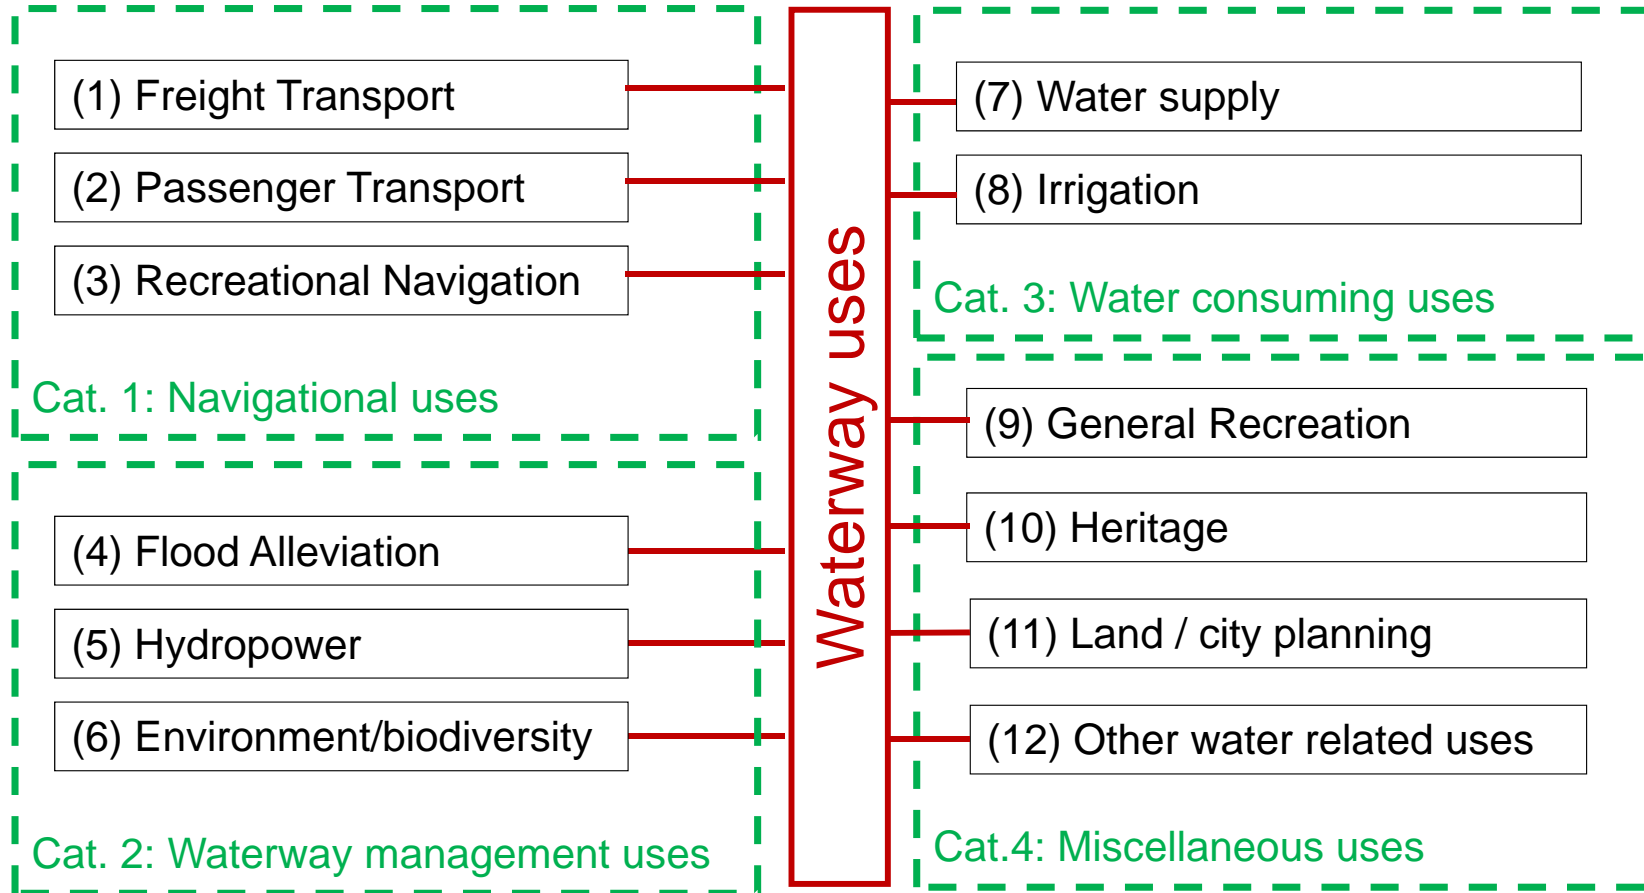 (1) Freight Transport
(2) Passenger Transport
(3) Recreational Navigation
Cat. 1: Navigational uses
(4) Flood Alleviation
(5) Hydropower
(6) Environment/biodiversity
Cat. 2: Waterway management uses
Waterway uses
(7) Water supply
(8) Irrigation
Cat. 3: Water consuming uses
(9) General Recreation
(10) Heritage
(11) Land / city planning
(12) Other water related uses
Cat.4: Miscellaneous uses